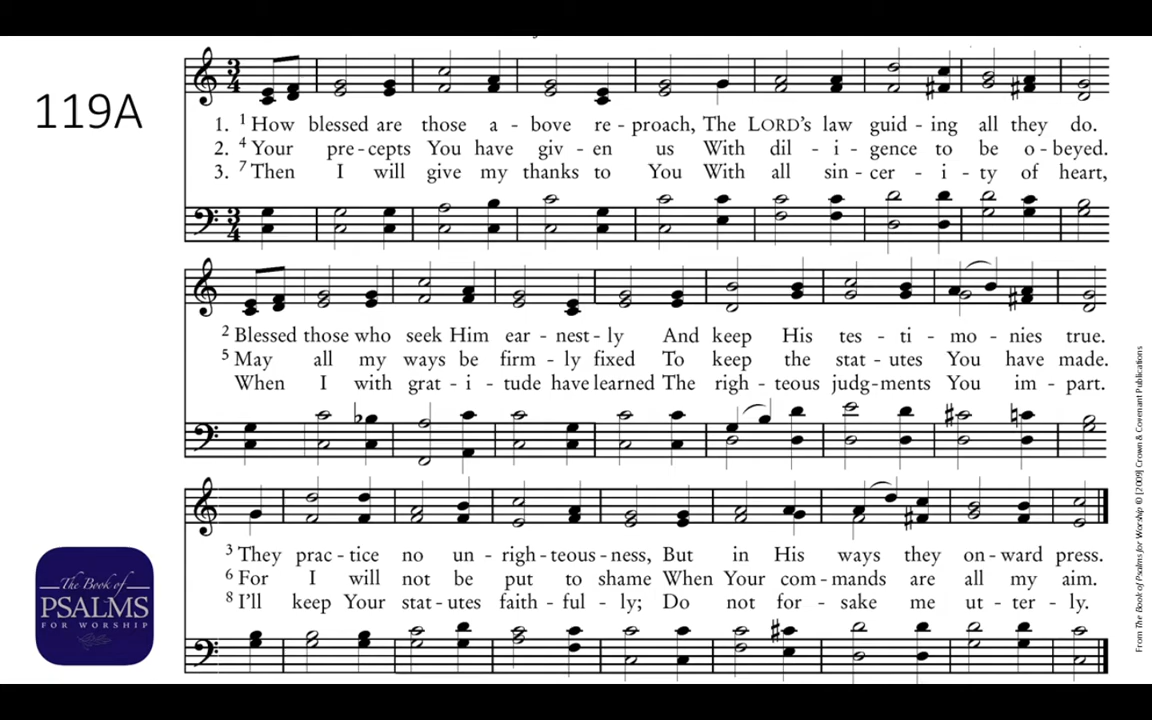 119A
1. 1 How blessed are those a - bove re - proach, The LORD's law guid - ing all they do.
2. 4 Your pre - cepts You have giv - en us With dil - i - gence to be o - beyed.
3. 7 Then I will give my thanks to You With all sin - cer - i - ty of heart,
2 Blessed those who seek Him ear - nest - ly And keep His tes - ti - mo - nies true.
5 May all my ways be firm - ly fixed To keep the stat - utes You have made.
When I with grat - i - tude have learned The righ - teous judg - ments You im - part.
3 They prac - tice no un - righ - teous - ness, But in His ways they on - ward press.
6 For I will not be put to shame When Your com - mands are all my aim.
8 I'll keep Your stat - utes faith - ful - ly; Do not for - sake me ut - ter - ly.
The Book of
PSALMS
FOR WORSHIP
From The Book of Psalms for Worship © [2009] Crown & Covenant Publications